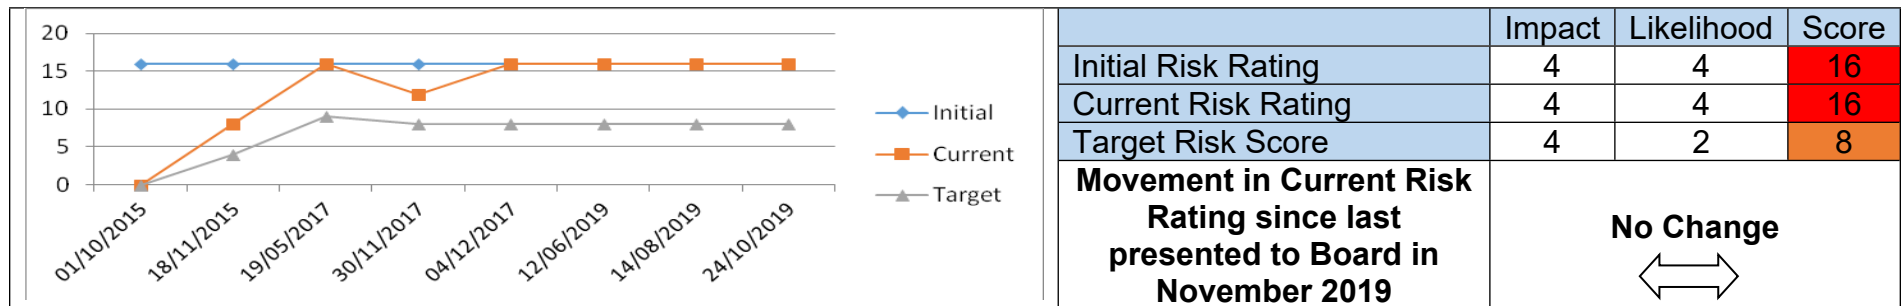 20
15
10
5
0
01/10/2015
18/11/2015
19/05/2017
30/11/2017
04/12/2017
12/06/2019
14/08/2019
24/10/2019
Initial
Current
Target
Impact Likelihood Score
Initial Risk Rating 4 4 16
Current Risk Rating 4 4 16
Target Risk Score 4 2 8
Movement in Current Risk
Rating since last
presented to Board in
November 2019
No Change